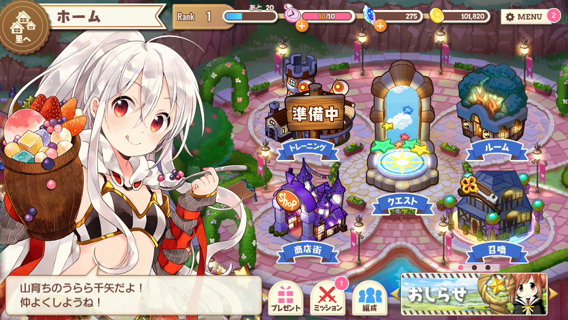 ホーム
里へ
Rank 1
あと 20
10/10
275
101,820
MENU
2
準備中
トレーニング
ルーム
SHOP
クエスト
商店街
召喚
山育ちのうらら千矢だよ!
仲よくしようね!
プレゼント
1
ミッション
編成
おしらせ